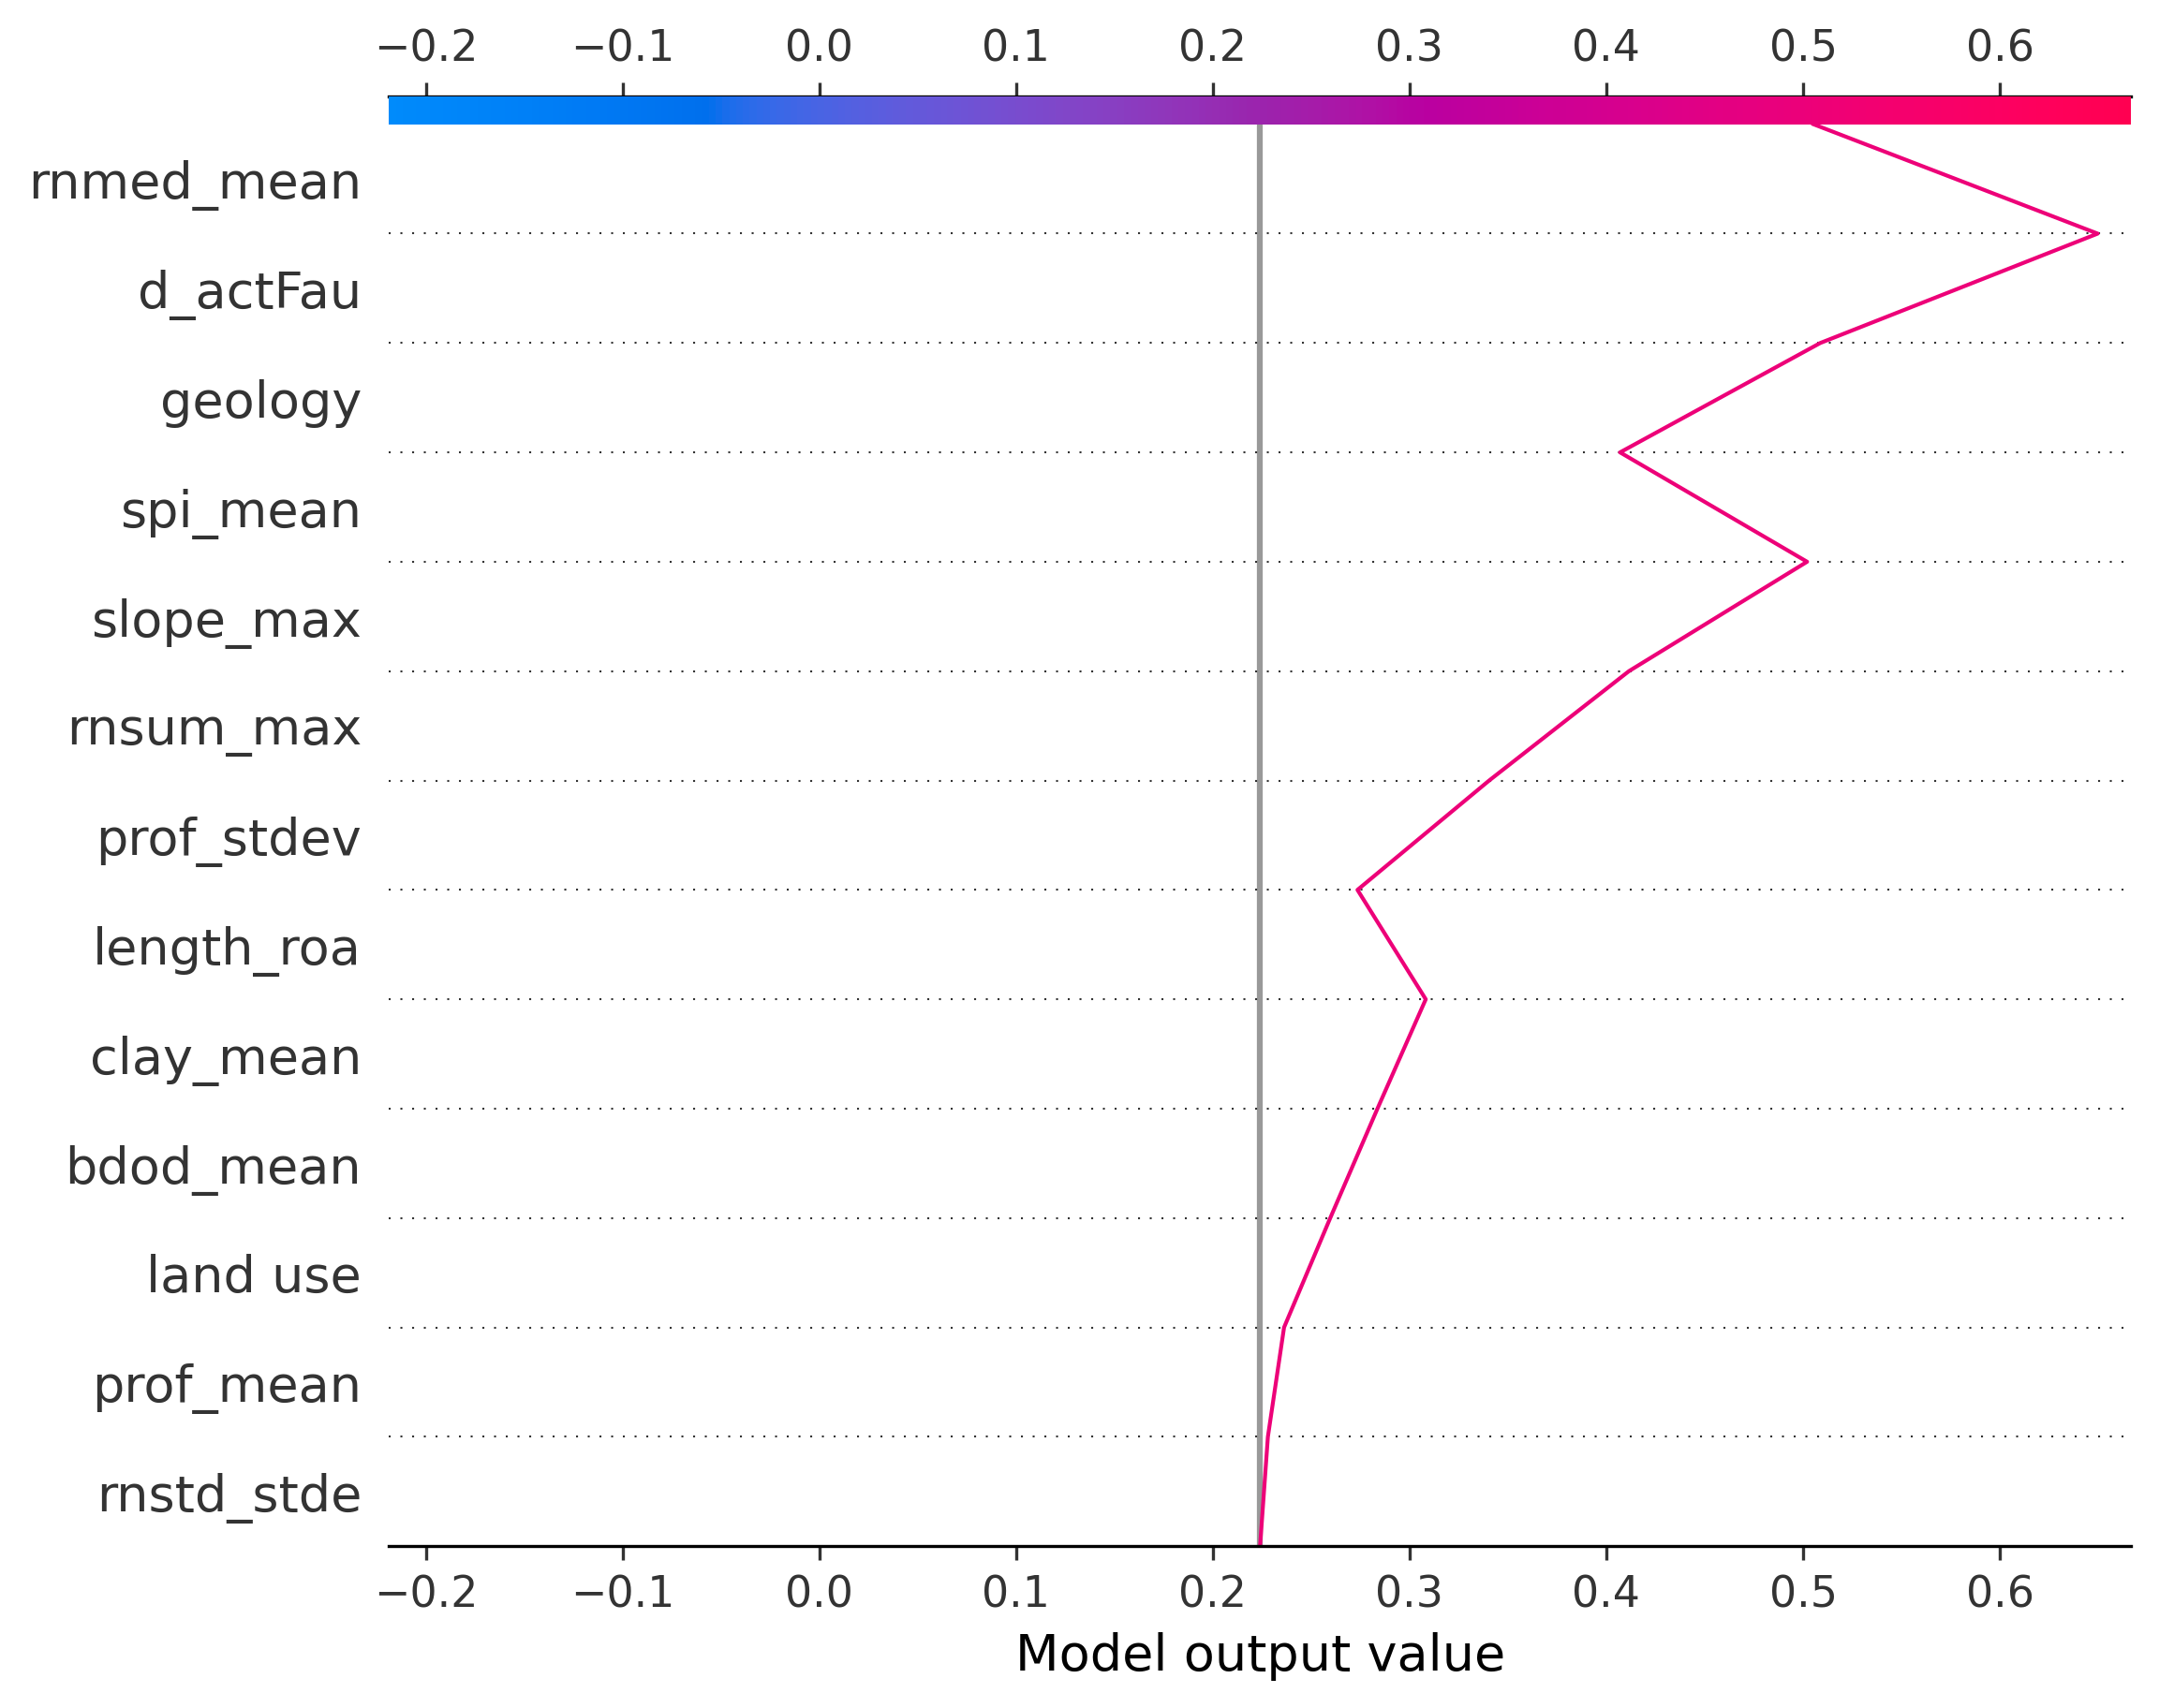 −0.2 −0.1 0.0 0.1 0.2 0.3 0.4 0.5 0.6
rnmed_mean
d_actFau
geology
spi_mean
slope_max
rnsum_max
prof_stdev
length_roa
clay_mean
bdod_mean
land use
prof_mean
rnstd_stde
−0.2 −0.1 0.0 0.1 0.2 0.3 0.4 0.5 0.6
Model output value